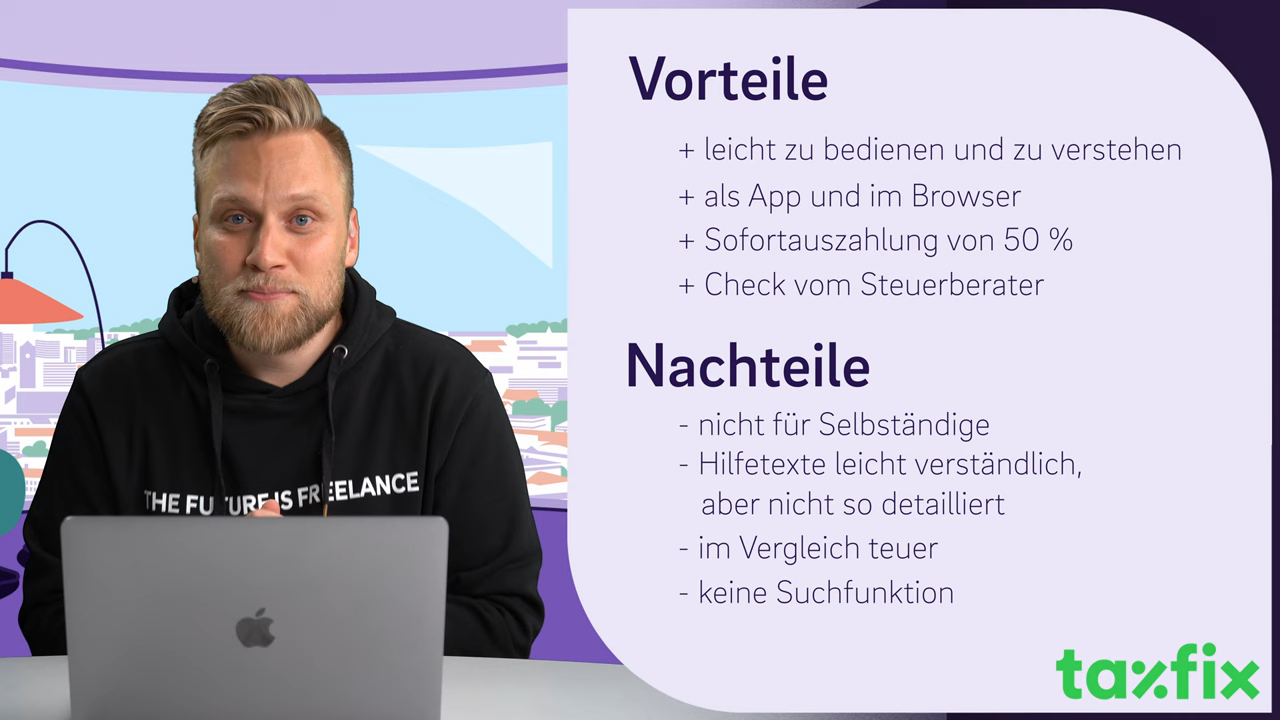 THE FUTURE IS FREELANCE
Vorteile
+ leicht zu bedienen und zu verstehen
+ als App und im Browser
+ Sofortauszahlung von 50 %
+ Check vom Steuerberater
Nachteile
- nicht für Selbständige
- Hilfetexte leicht verständlich,
aber nicht so detailliert
- im Vergleich teuer
- keine Suchfunktion
taxfix